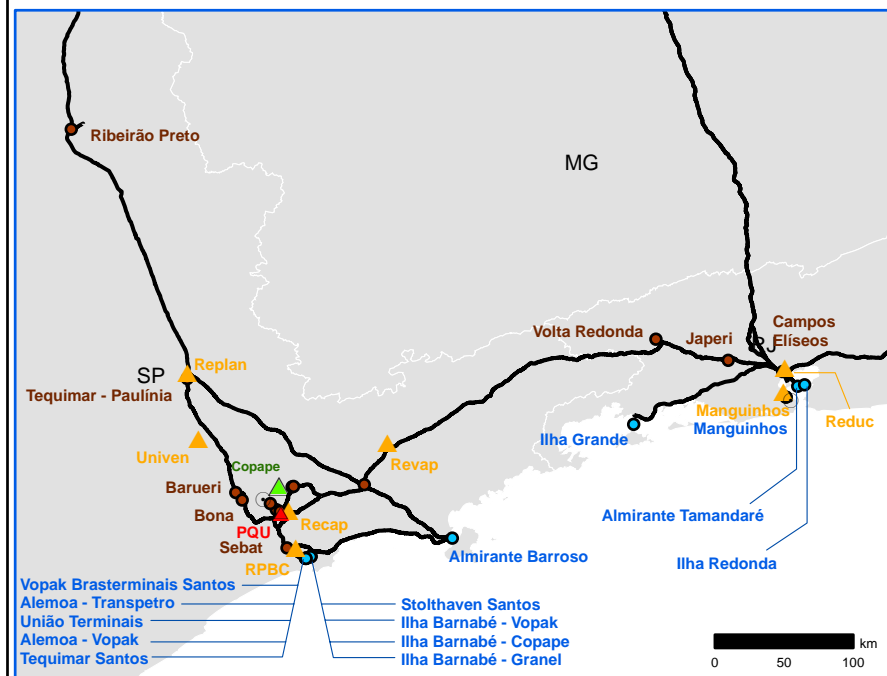 Ribeirão Preto
MG
Campos
Elíseos
Volta Redonda
Japeri
RJ
Replan
SP
Tequimar - Paulínia
Manguinhos
Reduc
Manguinhos
Ilha Grande
Univen
Revap
Copape
Barueri
Bona
Recap
PQU
Almirante Tamandaré
Sebat
Almirante Barroso
Ilha Redonda
RPBC
Vopak Brasterminais Santos
Alemoa - Transpetro
União Terminais
Alemoa - Vopak
Tequimar Santos
Stolthaven Santos
Ilha Barnabé - Vopak
Ilha Barnabé - Copape
Ilha Barnabé - Granel
km
0 50 100